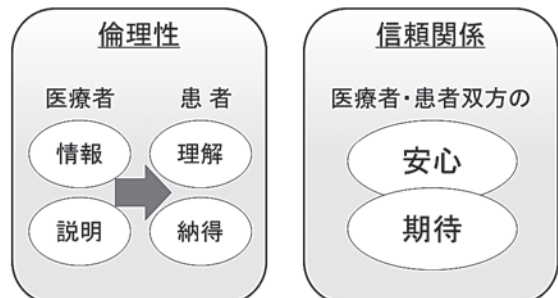 倫理性
医療者 患者
情報 理解
説明 納得
信頼関係
医療者・患者双方の
安心
期待